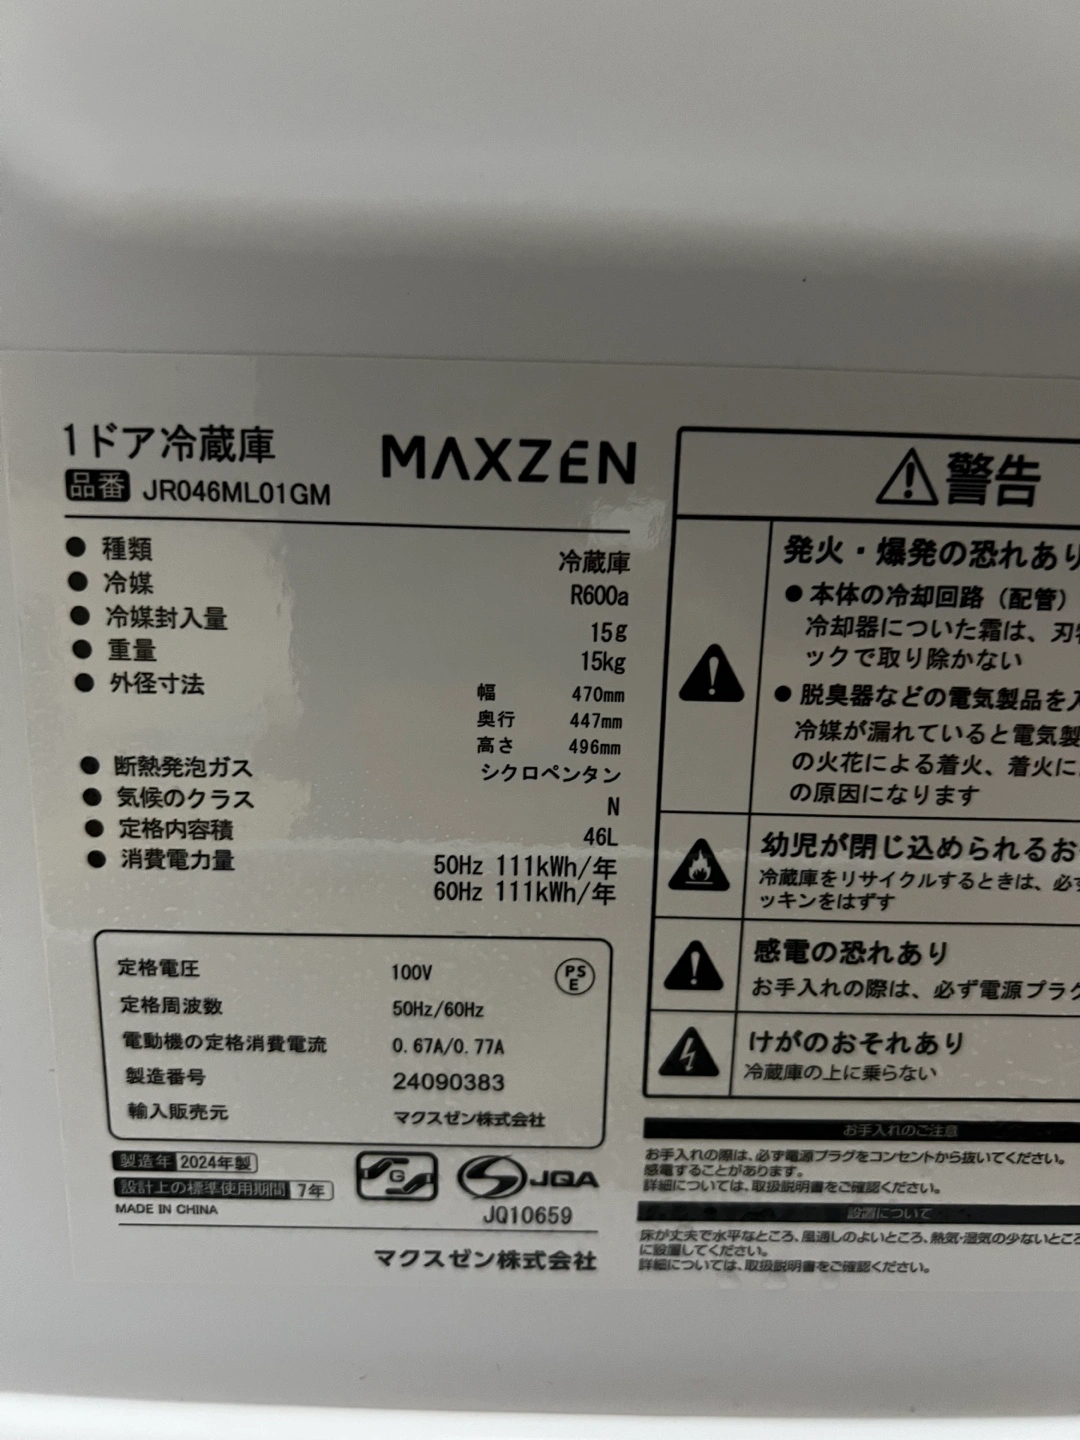 1ドア冷蔵庫
品番 JR046ML01GM
MAXZEN
● 種類 冷蔵庫
● 冷媒 R600a
● 冷媒封入量 15g
● 重量 15kg
● 外径寸法 幅 470mm
奥行 447mm
高さ 496mm
● 断熱発泡ガス シクロペンタン
● 気候のクラス N
● 定格内容積 46L
● 消費電力量 50Hz 111kWh/年
60Hz 111kWh/年
定格電圧 100V
PS
E
定格周波数 50Hz/60Hz
電動機の定格消費電流 0.67A/0.77A
製造番号 24090383
輸入販売元 マクスゼン株式会社
製造年 2024年製
設計上の標準使用期間 7年
MADE IN CHINA
G
JQA
JQ10659
マクスゼン株式会社
警告
発火・爆発の恐れあり
● 本体の冷却回路（配管）
冷却器についた霜は、刃
ックで取り除かない
● 脱臭器などの電気製品を
冷媒が漏れていると電気製
の火花による着火、着火に
の原因になります
幼児が閉じ込められるお
冷蔵庫をリサイクルするときは、必ず
ッキンをはずす
感電の恐れあり
お手入れの際は、必ず電源プラグ
けがのおそれあり
冷蔵庫の上に乗らない
お手入れのご注意
お手入れの際は、必ず電源プラグをコンセントから抜いてください。
感電することがあります。
詳細については、取扱説明書をご確認ください。
設置について
床が丈夫で水平なところ、風通しのよいところ、熱気・湿気の少ないところ
に設置してください。
詳細については、取扱説明書をご確認ください。